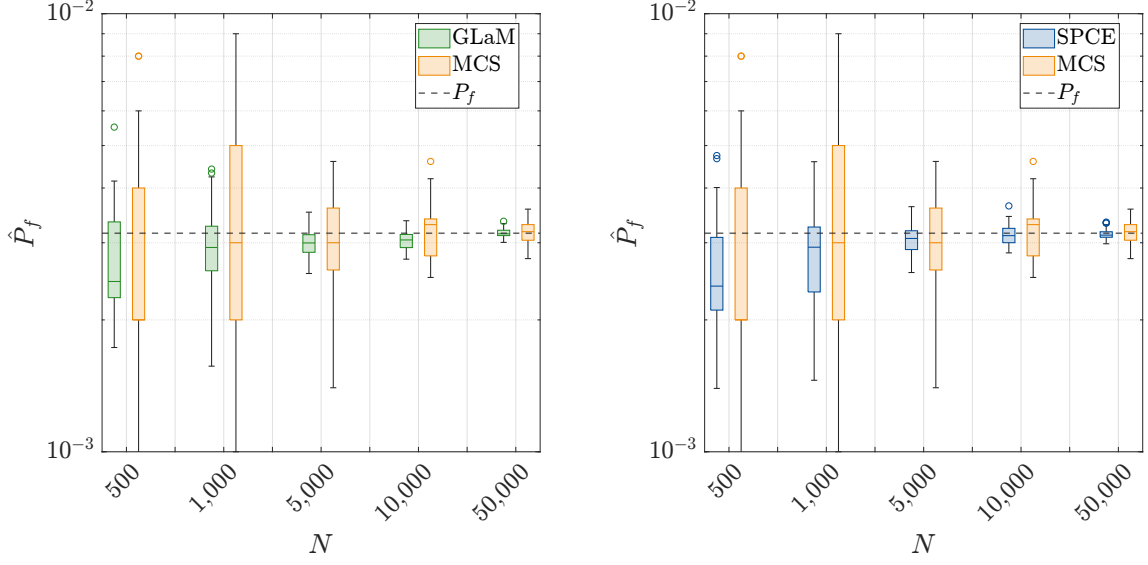 10⁻²
GLaM
MCS
P_f
P̂_f
10⁻³
500
1,000
5,000
10,000
50,000
N
10⁻²
SPCE
MCS
P_f
P̂_f
10⁻³
500
1,000
5,000
10,000
50,000
N